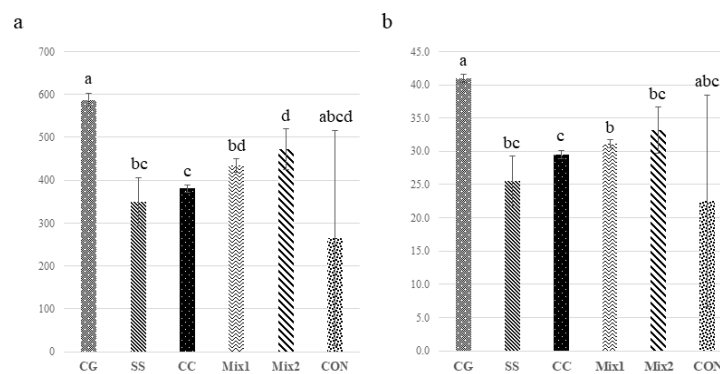 a
700
600
500
400
300
200
100
0
a
bc
c
bd
d
abcd
CG SS CC Mix1 Mix2 CON
b
45.0
40.0
35.0
30.0
25.0
20.0
15.0
10.0
5.0
0.0
a
bc
c
b
bc
abc
CG SS CC Mix1 Mix2 CON